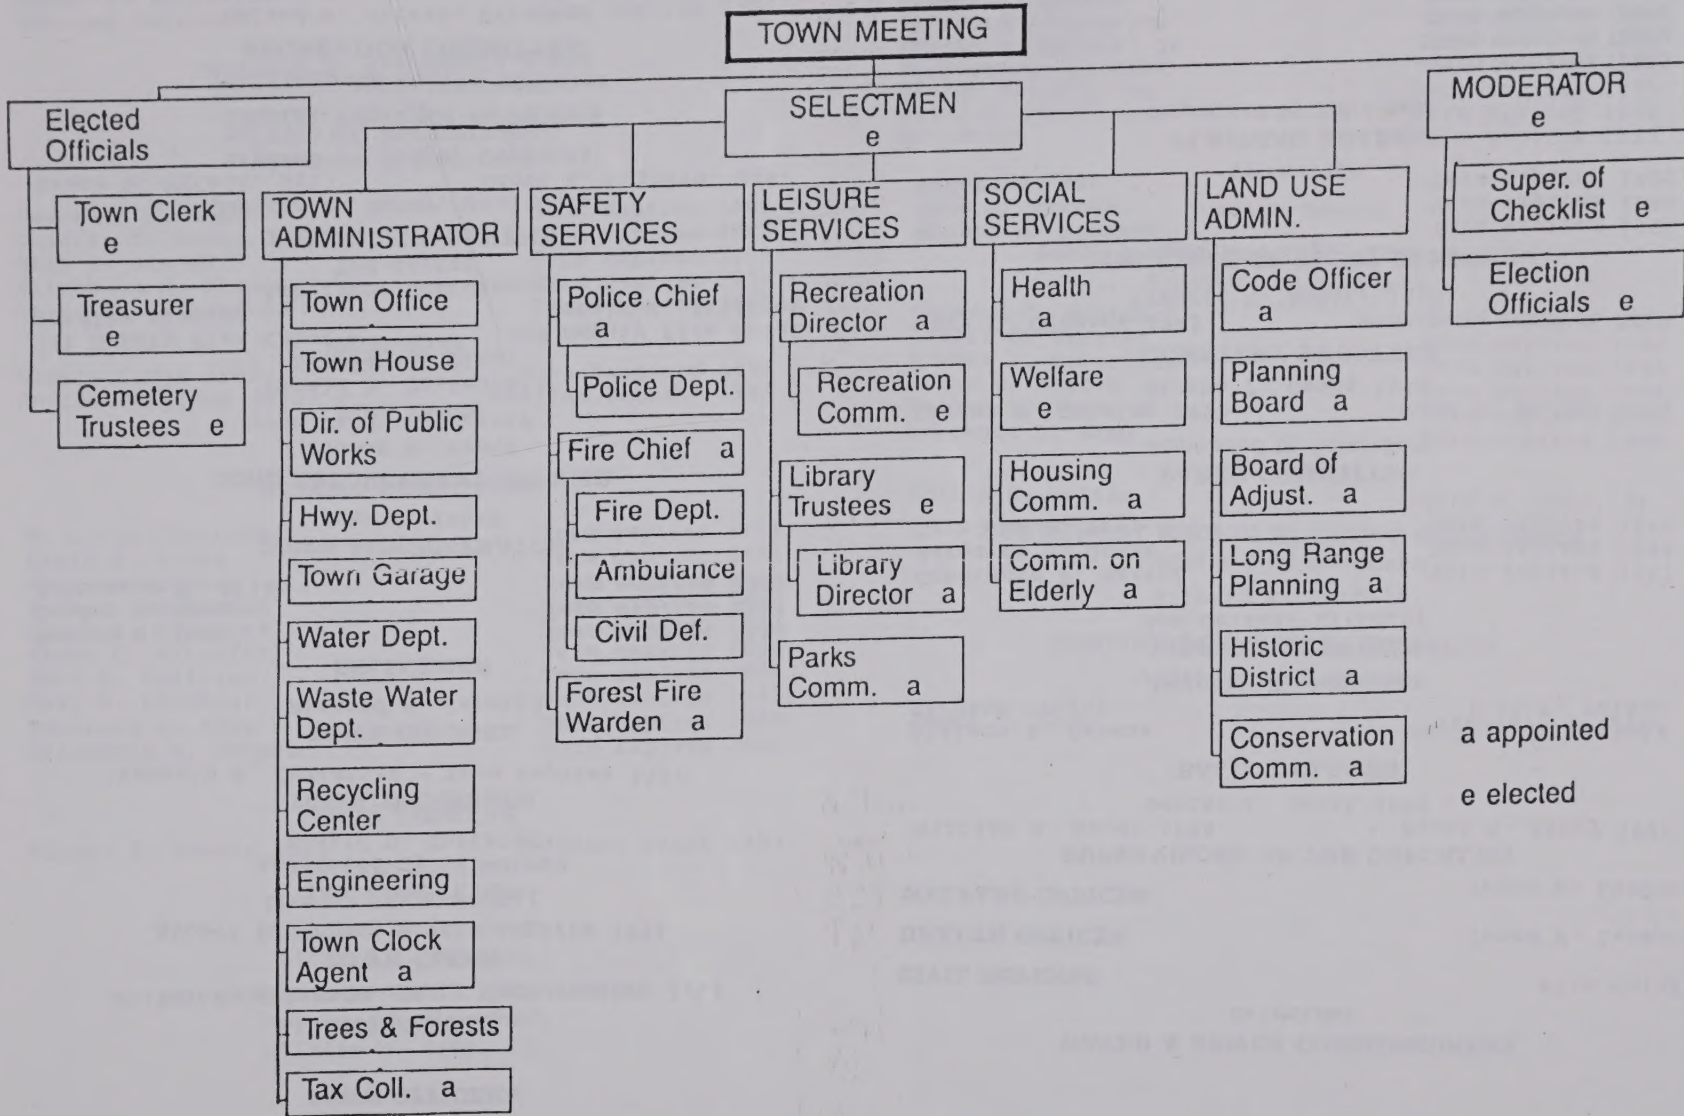 TOWN MEETING
Elected
Officials
SELECTMEN
e
MODERATOR
e
Town Clerk
e
Treasurer
e
Cemetery
Trustees e
TOWN
ADMINISTRATOR
Town Office
Town House
Dir. of Public
Works
Hwy. Dept.
Town Garage
Water Dept.
Waste Water
Dept.
Recycling
Center
Engineering
Town Clock
Agent a
Trees & Forests
Tax Coll. a
SAFETY
SERVICES
Police Chief
a
Police Dept.
Fire Chief a
Fire Dept.
Ambulance
Civil Def.
Forest Fire
Warden a
LEISURE
SERVICES
Recreation
Director a
Recreation
Comm. e
Library
Trustees e
Library
Director a
Parks
Comm. a
SOCIAL
SERVICES
Health
a
Welfare
e
Housing
Comm. a
Comm. on
Elderly a
LAND USE
ADMIN.
Code Officer
a
Planning
Board a
Board of
Adjust. a
Long Range
Planning a
Historic
District a
Conservation
Comm. a
Super. of
Checklist e
Election
Officials e
a appointed
e elected